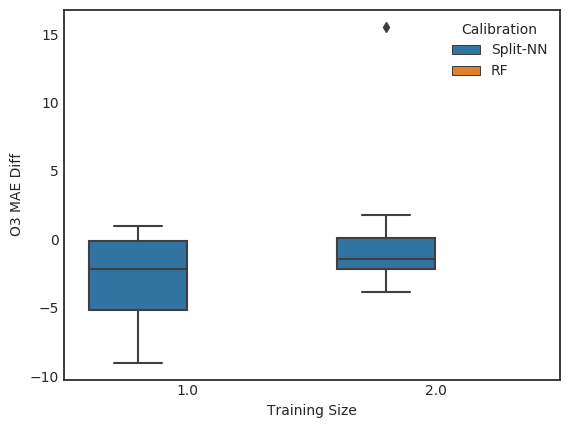 15
10
5
0
−5
−10
O3 MAE Diff
1.0
2.0
Training Size
Calibration
Split-NN
RF